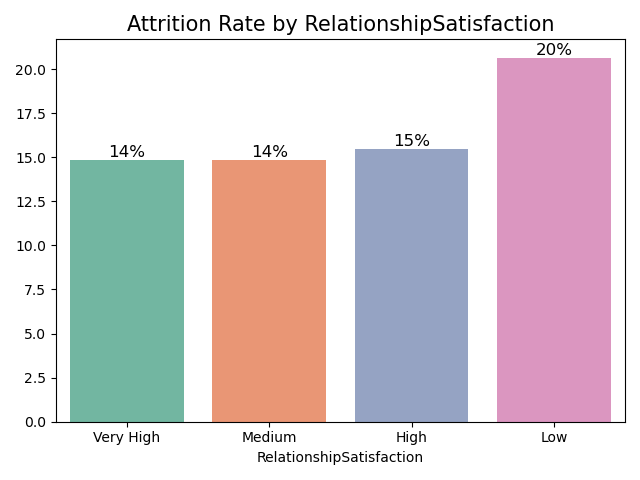 Attrition Rate by RelationshipSatisfaction
20.0
17.5
15.0
12.5
10.0
7.5
5.0
2.5
0.0
14%
14%
15%
20%
Very High
Medium
High
Low
RelationshipSatisfaction